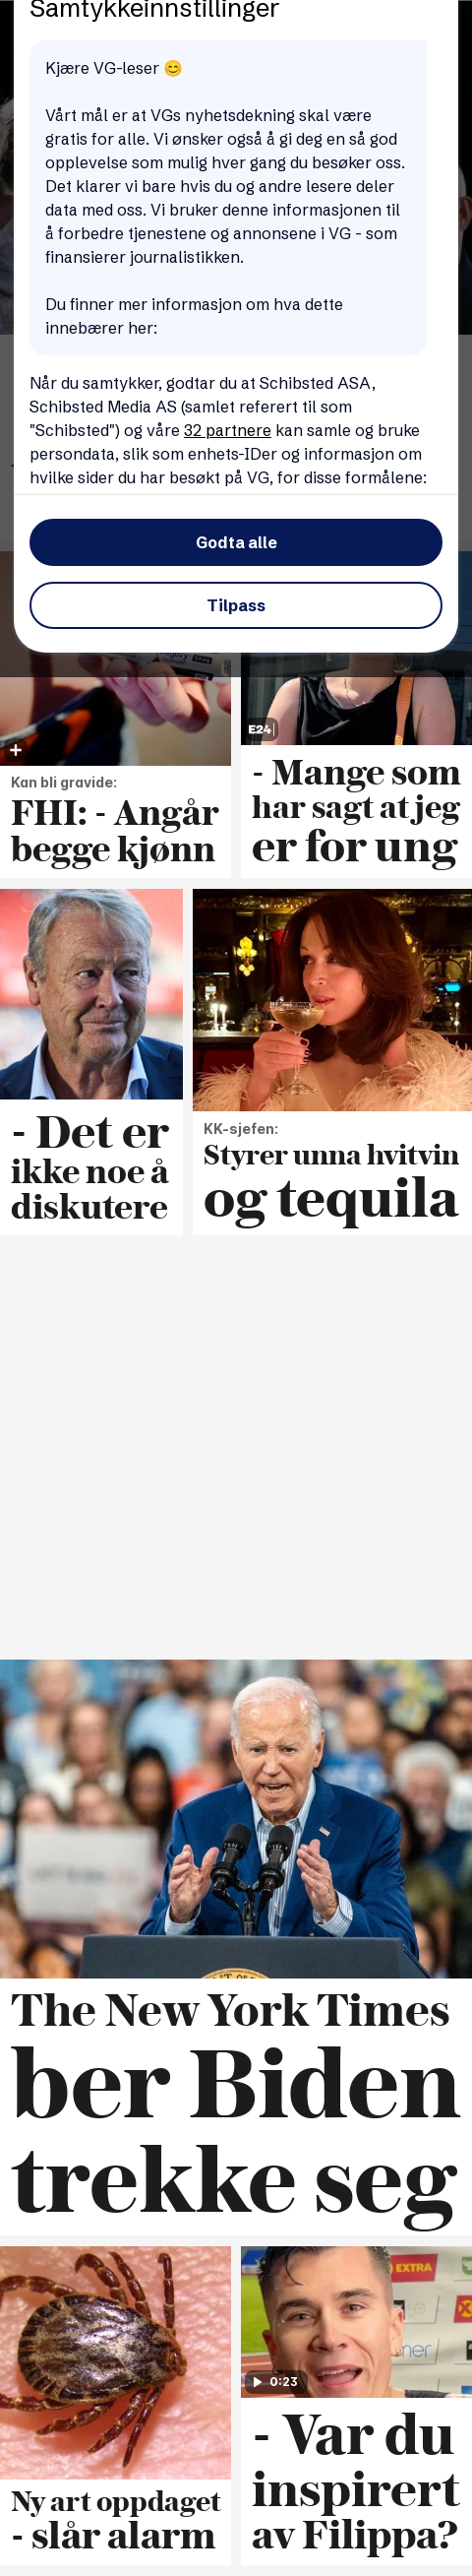 Samtykkeinnstillinger
Kjære VG-leser 😊
Vårt mål er at VGs nyhetsdekning skal være
gratis for alle. Vi ønsker også å gi deg en så god
opplevelse som mulig hver gang du besøker oss.
Det klarer vi bare hvis du og andre lesere deler
data med oss. Vi bruker denne informasjonen til
å forbedre tjenestene og annonsene i VG - som
finansierer journalistikken.
Du finner mer informasjon om hva dette
innebærer her:
Når du samtykker, godtar du at Schibsted ASA,
Schibsted Media AS (samlet referert til som
"Schibsted") og våre 32 partnere kan samle og bruke
persondata, slik som enhets-IDer og informasjon om
hvilke sider du har besøkt på VG, for disse formålene:
Godta alle
Tilpass
Kan bli gravide:
FHI: - Angår
begge kjønn
E24
- Mange som
har sagt at jeg
er for ung
- Det er
ikke noe å
diskutere
KK-sjefen:
Styrer unna hvitvin
og tequila
The New York Times
ber Biden
trekke seg
Ny art oppdaget
- slår alarm
EXTRA
0:23
- Var du
inspirert
av Filippa?